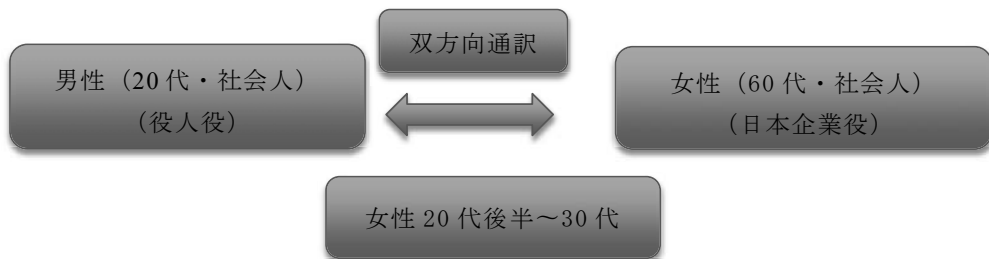 双方向通訳
男性（20代・社会人）
（役人役）
女性（60代・社会人）
（日本企業役）
女性20代後半～30代